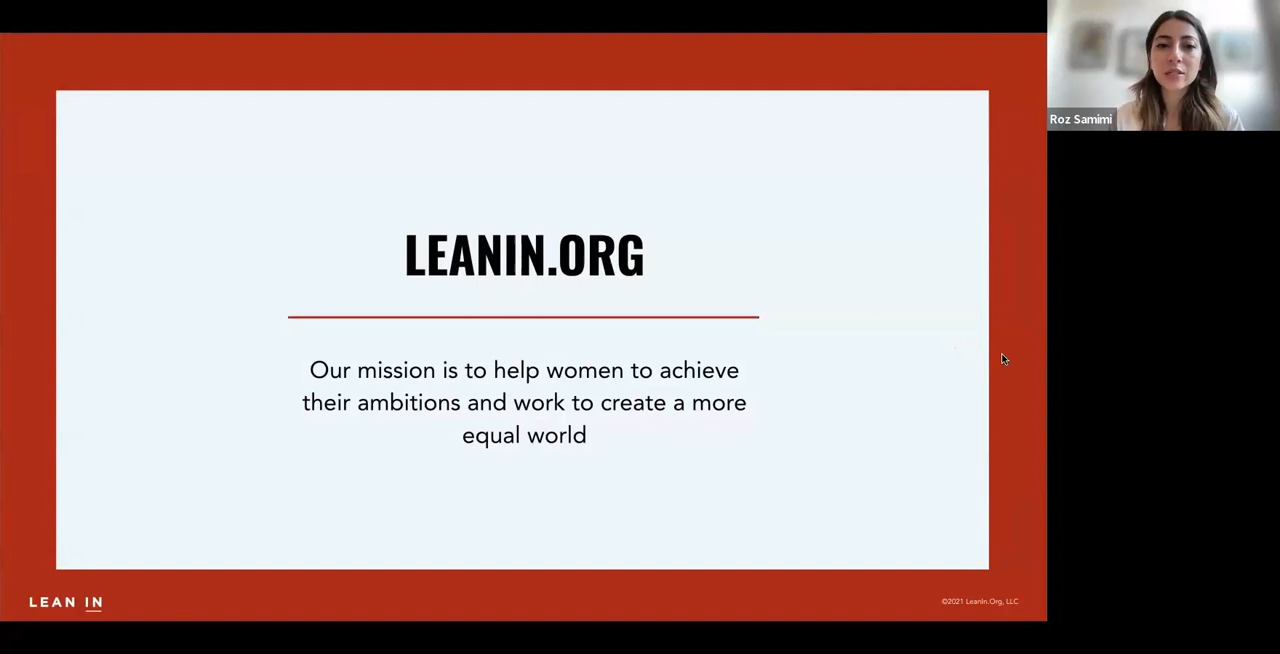 LEANIN.ORG
Our mission is to help women to achieve
their ambitions and work to create a more
equal world
LEAN IN
©2021 LeanIn.Org, LLC
Roz Samimi